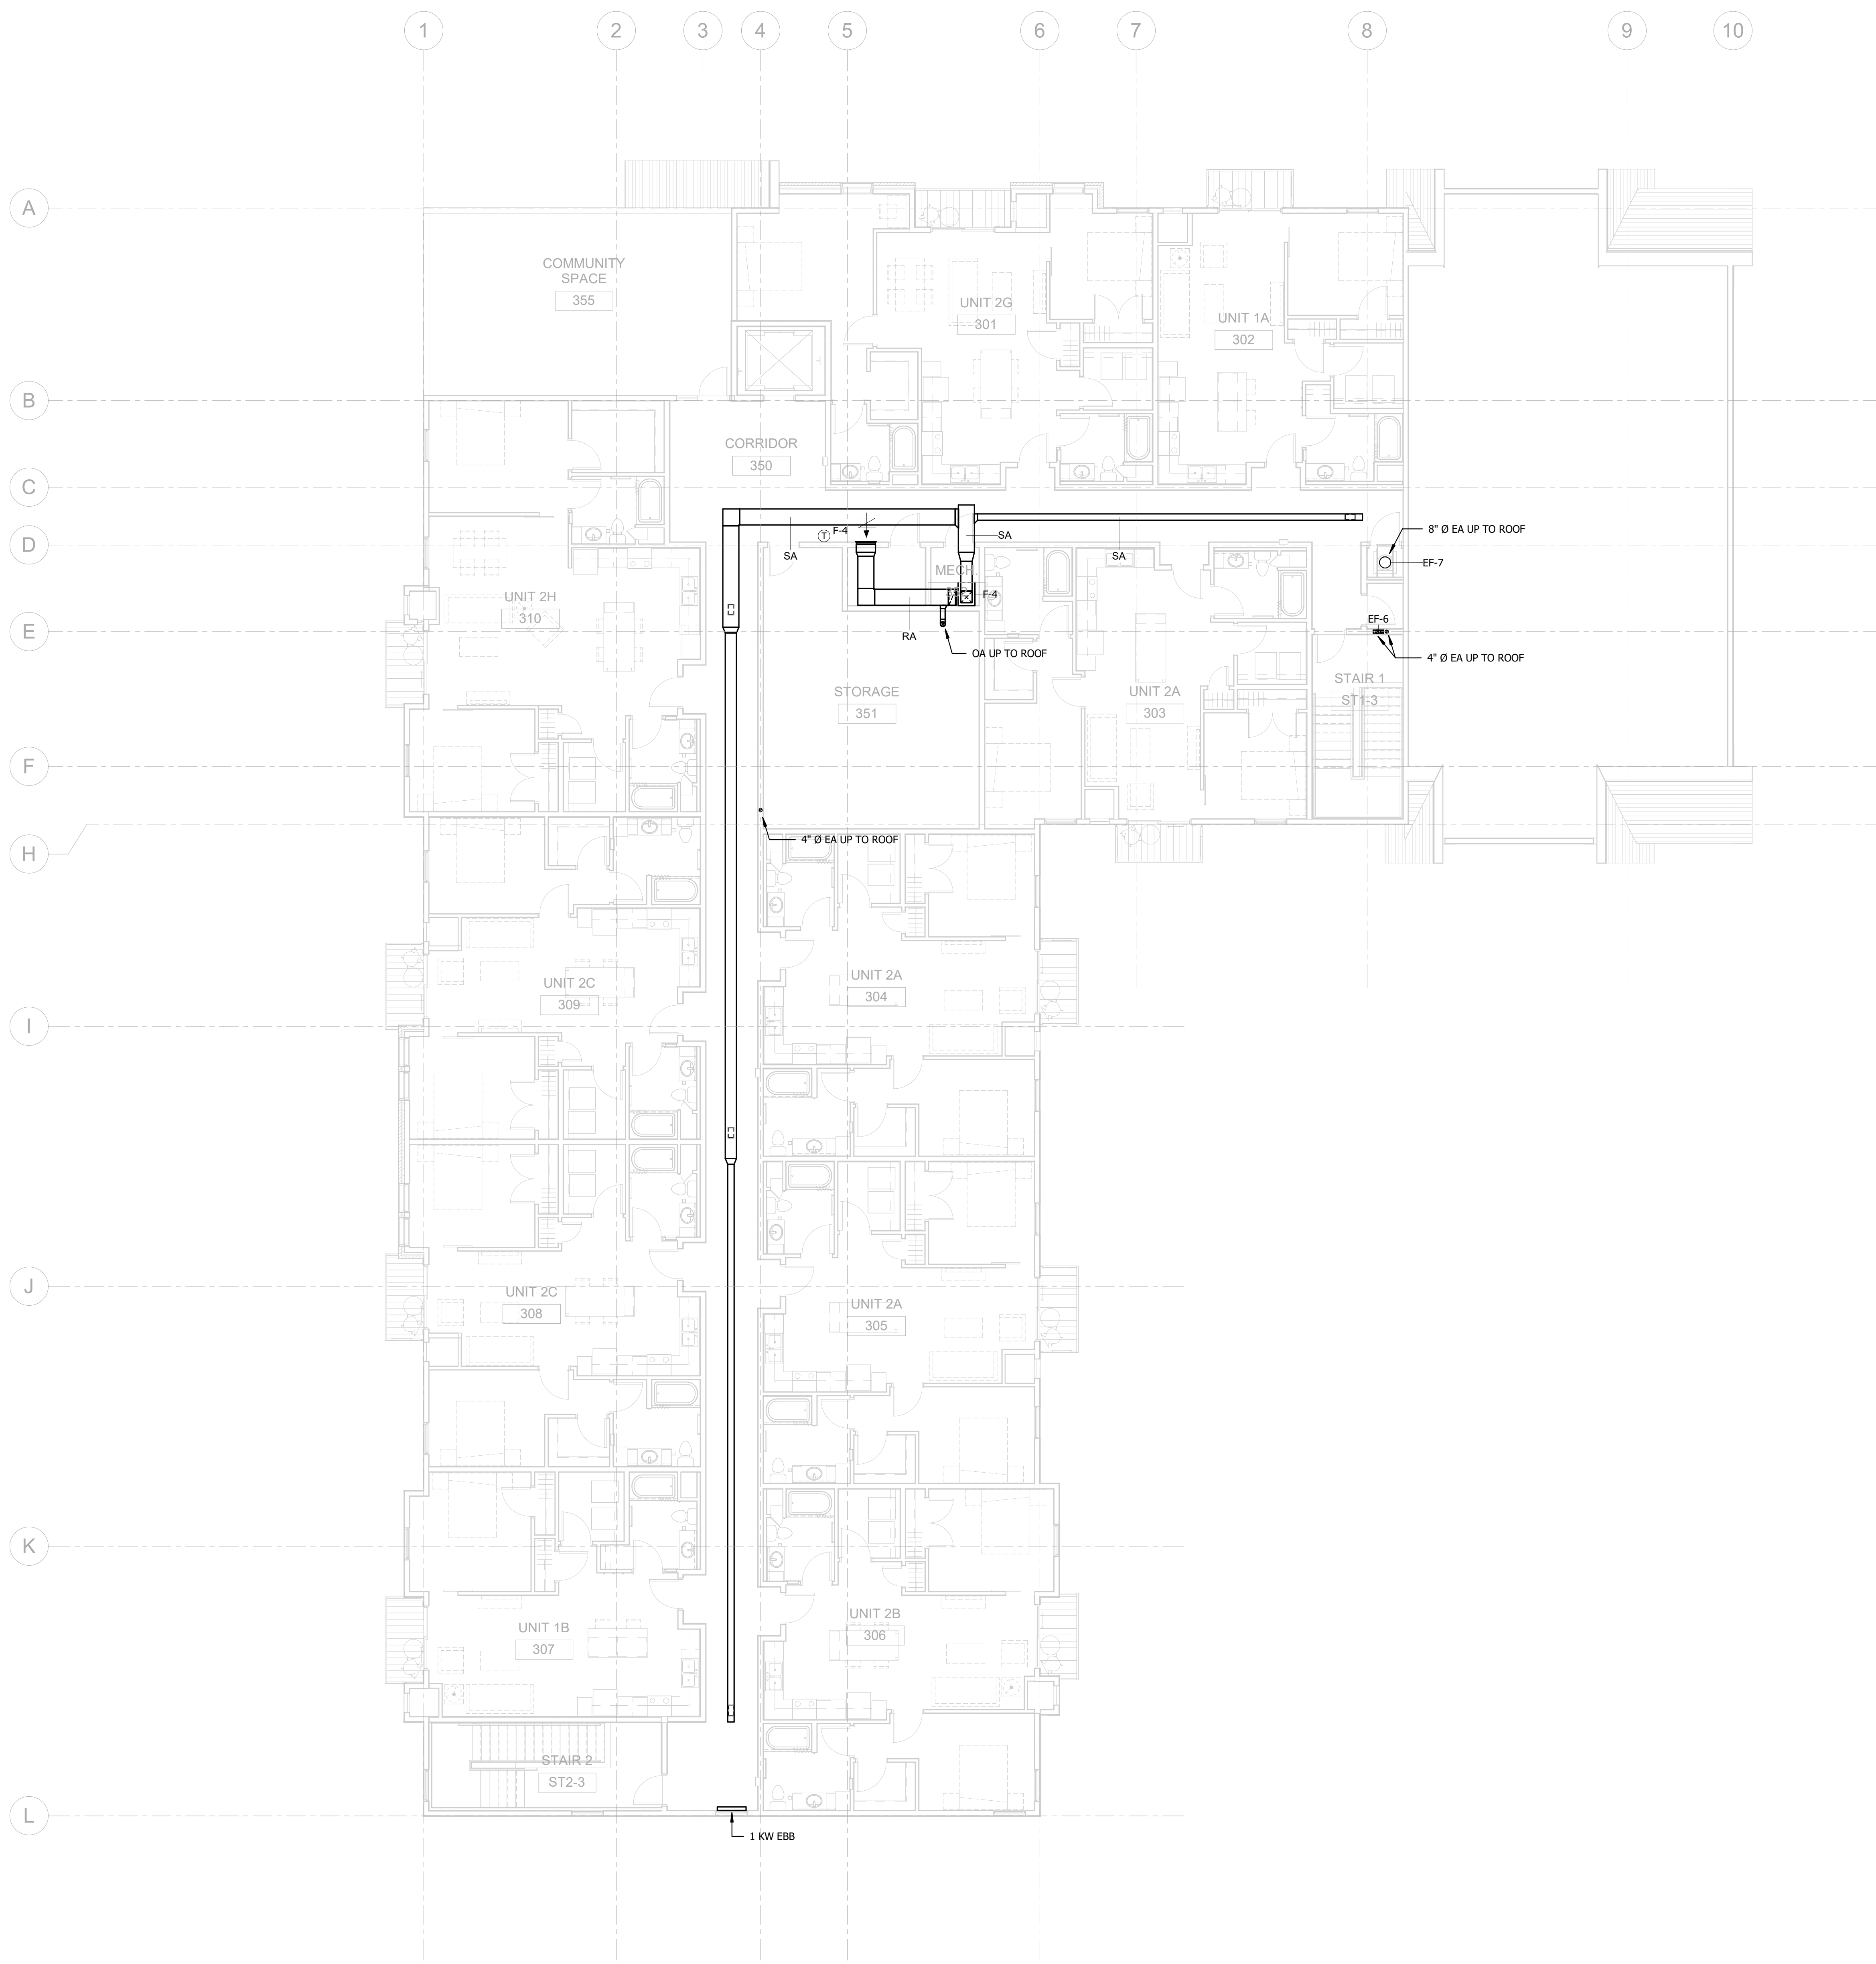 1
2
3
4
5
6
7
8
9
10
A
B
C
D
E
F
H
I
J
K
L
COMMUNITY
SPACE
355
UNIT 2G
301
UNIT 1A
302
CORRIDOR
350
SA
T
F-4
SA
SA
MECH.
F-4
RA
OA UP TO ROOF
8" Ø EA UP TO ROOF
EF-7
EF-6
4" Ø EA UP TO ROOF
UNIT 2H
310
STORAGE
351
UNIT 2A
303
STAIR 1
ST1-3
4" Ø EA UP TO ROOF
UNIT 2C
309
UNIT 2A
304
UNIT 2C
308
UNIT 2A
305
UNIT 1B
307
UNIT 2B
306
STAIR 2
ST2-3
1 KW EBB